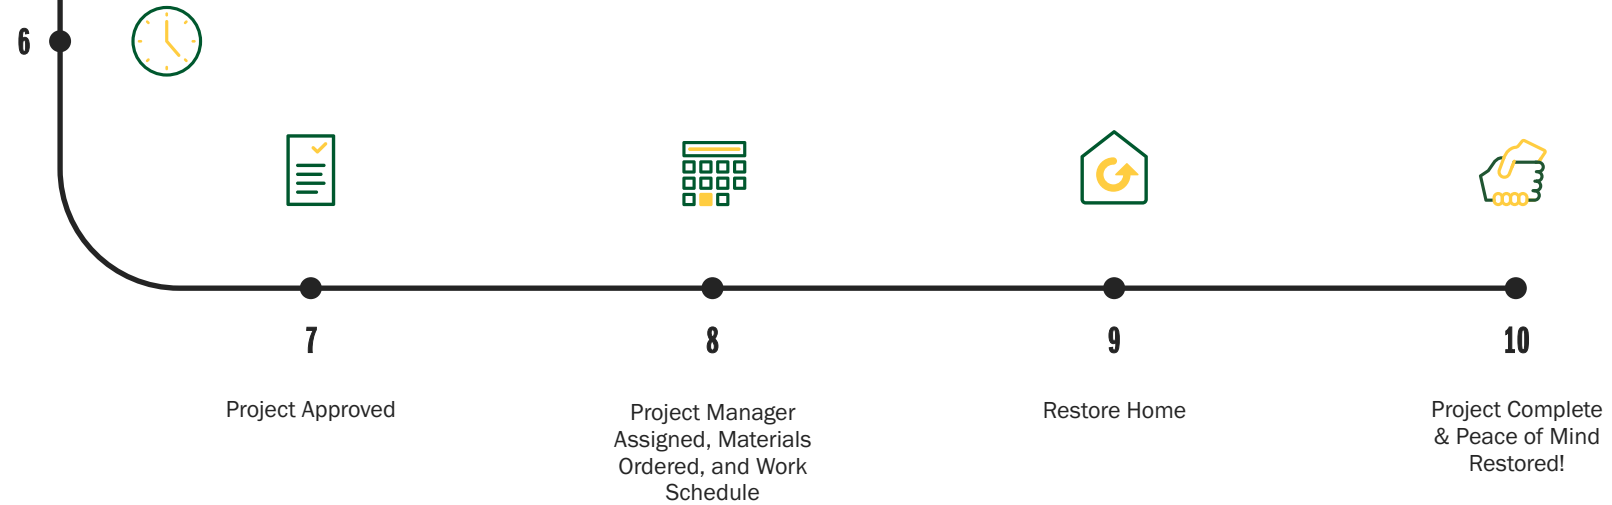 6
7
8
9
10
Project Approved
Project Manager
Assigned, Materials
Ordered, and Work
Schedule
Restore Home
Project Complete
& Peace of Mind
Restored!